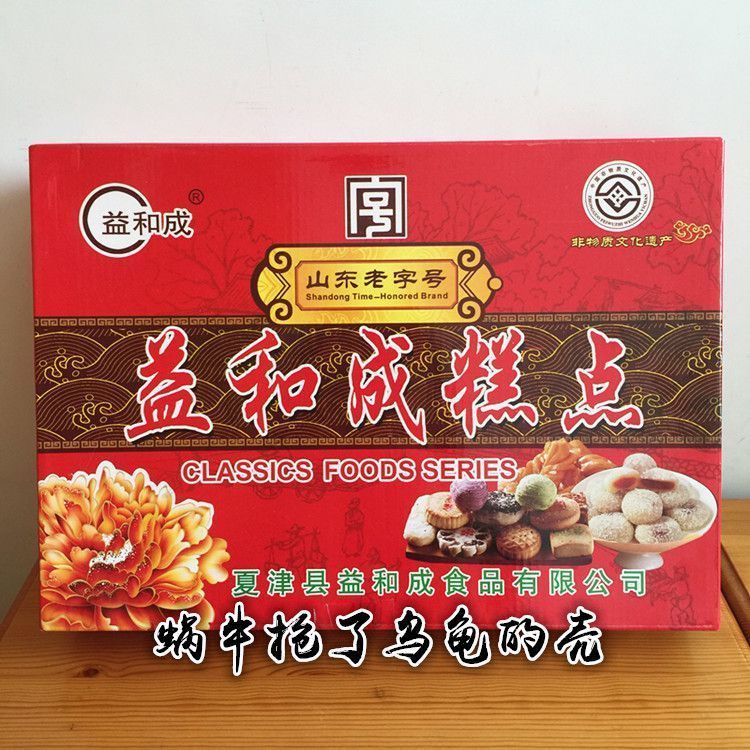 益和成®
号
非物质文化遗产
山东老字号
Shandong Time-Honored Brand
益和成糕点
CLASSICS FOODS SERIES
夏津县益和成食品有限公司
蜗牛抢了乌龟的壳